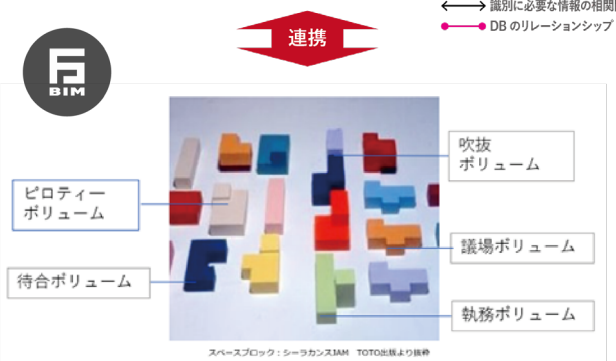 連携
識別に必要な情報の相関
DB のリレーションシップ
BIM
吹抜
ボリューム
ピロティー
ボリューム
議場ボリューム
待合ボリューム
執務ボリューム
スペースブロック：シーラカンスJAM TOTO出版より抜粋